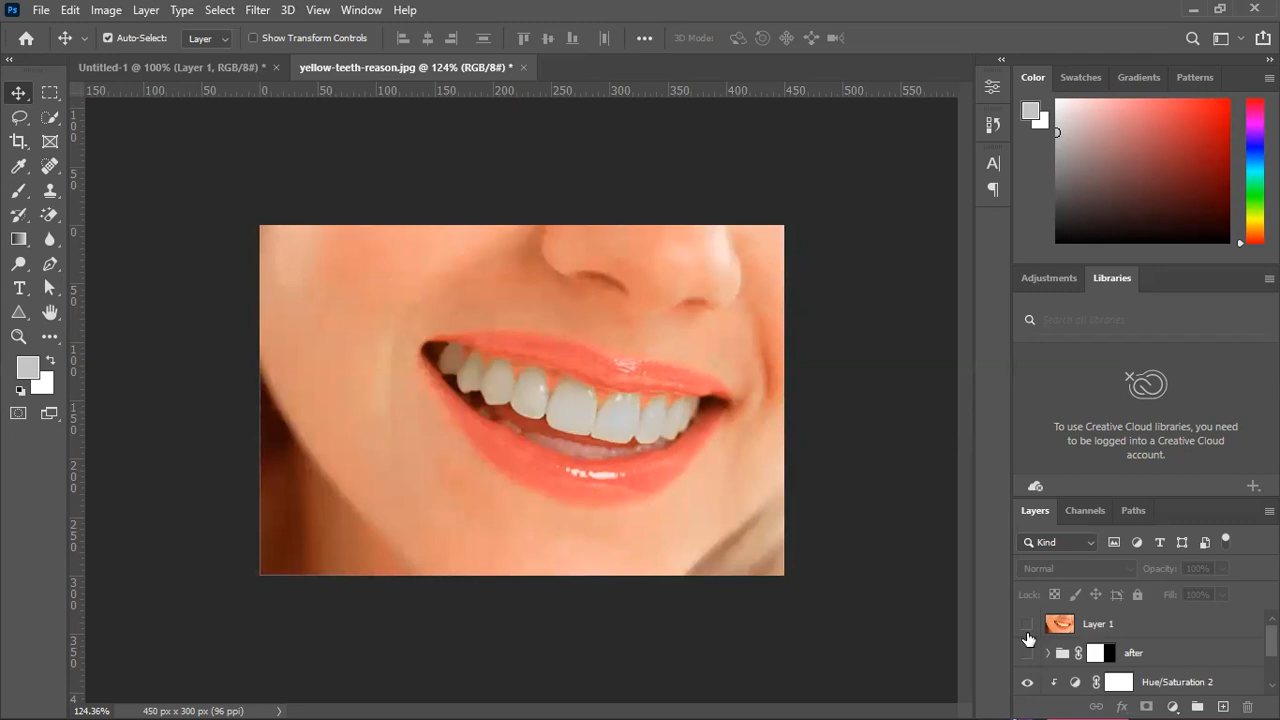 Ps File Edit Image Layer Type Select Filter 3D View Window Help
Auto-Select: Layer Show Transform Controls 3D Mode:
Untitled-1 @ 100% (Layer 1, RGB/8#) * × yellow-teeth-reason.jpg @ 124% (RGB/8#) * ×
150 100 50 0 50 100 150 200 250 300 350 400 450 500 550
100
50
0
50
100
150
200
250
300
350
4
Color Swatches Gradients Patterns
Adjustments Libraries
Search all libraries
To use Creative Cloud libraries, you
need to be logged into a Creative Cloud
account.
Layers Channels Paths
Kind
Normal Opacity: 100%
Lock: Fill: 100%
Layer 1
after
Hue/Saturation 2
fx
124.36% 450 px x 300 px (96 ppi)